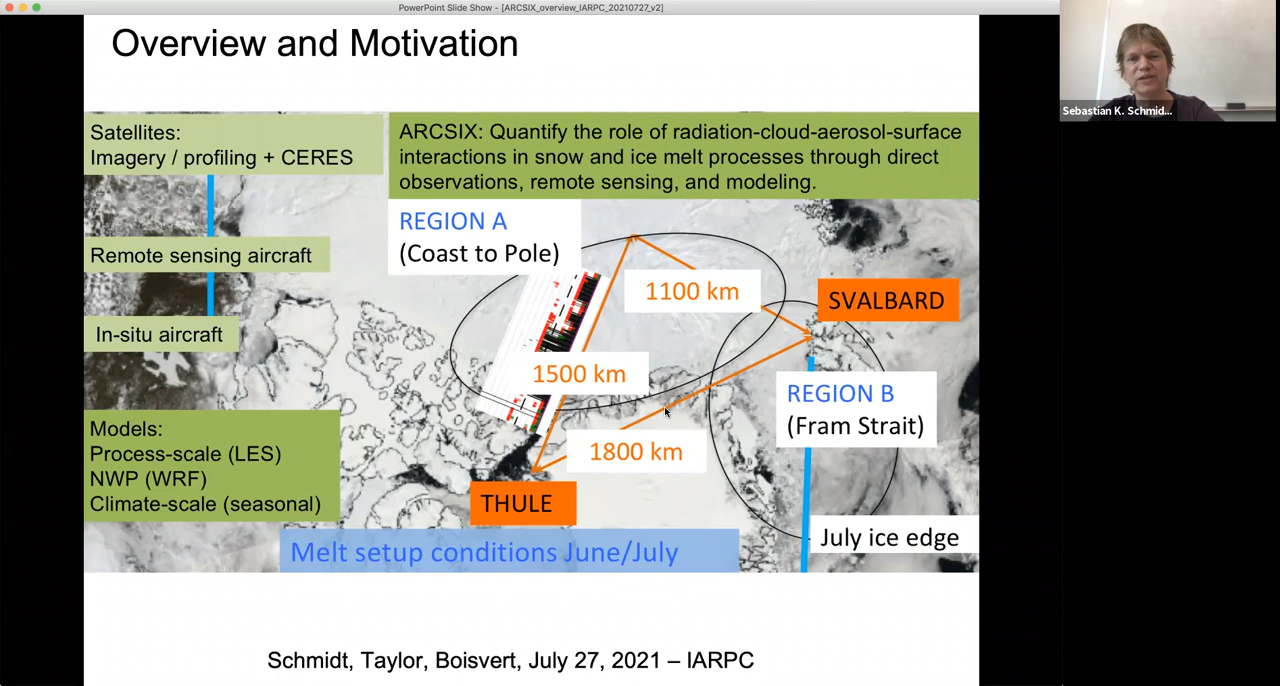 PowerPoint Slide Show - [ARCSIX_overview_IARPC_20210727_v2]
Overview and Motivation
Satellites:
Imagery / profiling + CERES
ARCSIX: Quantify the role of radiation-cloud-aerosol-surface
interactions in snow and ice melt processes through direct
observations, remote sensing, and modeling.
REGION A
(Coast to Pole)
Remote sensing aircraft
1100 km
SVALBARD
In-situ aircraft
1500 km
REGION B
(Fram Strait)
Models:
Process-scale (LES)
NWP (WRF)
Climate-scale (seasonal)
1800 km
THULE
July ice edge
Melt setup conditions June/July
Schmidt, Taylor, Boisvert, July 27, 2021 – IARPC
Sebastian K. Schmid...